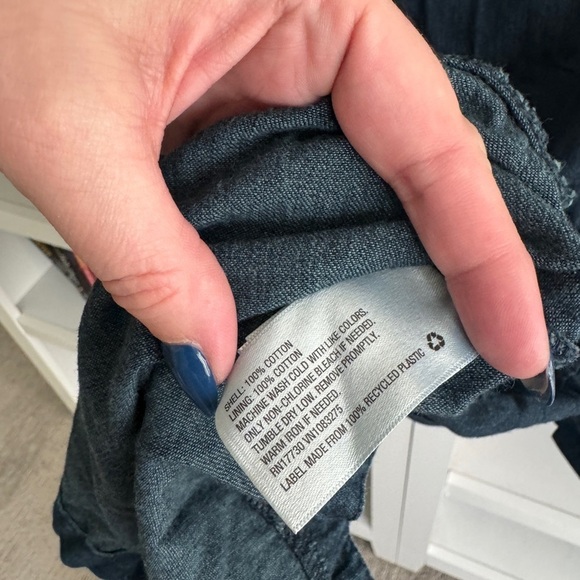 SHELL: 100% COTTON
LINING: 100% COTTON
MACHINE WASH COLD WITH LIKE COLORS.
ONLY NON-CHLORINE BLEACH IF NEEDED.
TUMBLE DRY LOW. REMOVE PROMPTLY.
WARM IRON IF NEEDED.
RN17730 VN1083275
LABEL MADE FROM 100% RECYCLED PLASTIC